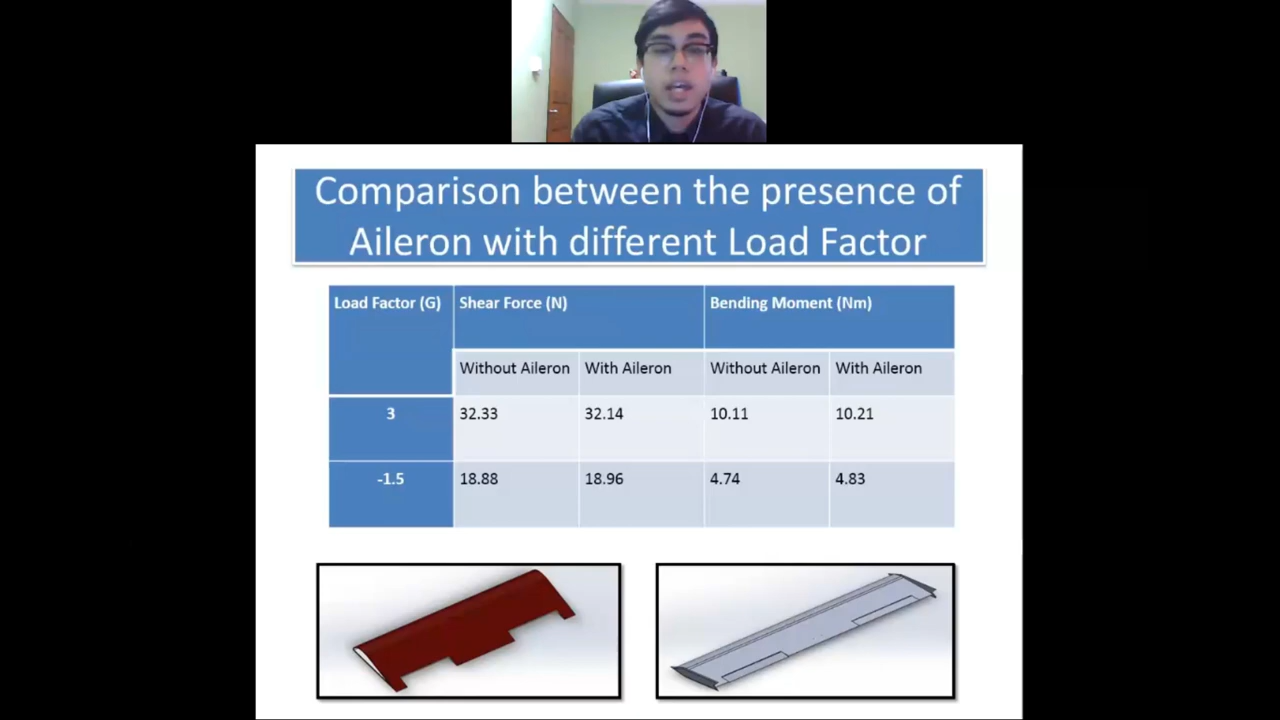 Comparison between the presence of
Aileron with different Load Factor
Load Factor (G) Shear Force (N) Bending Moment (Nm)
Without Aileron With Aileron Without Aileron With Aileron
3 32.33 32.14 10.11 10.21
-1.5 18.88 18.96 4.74 4.83